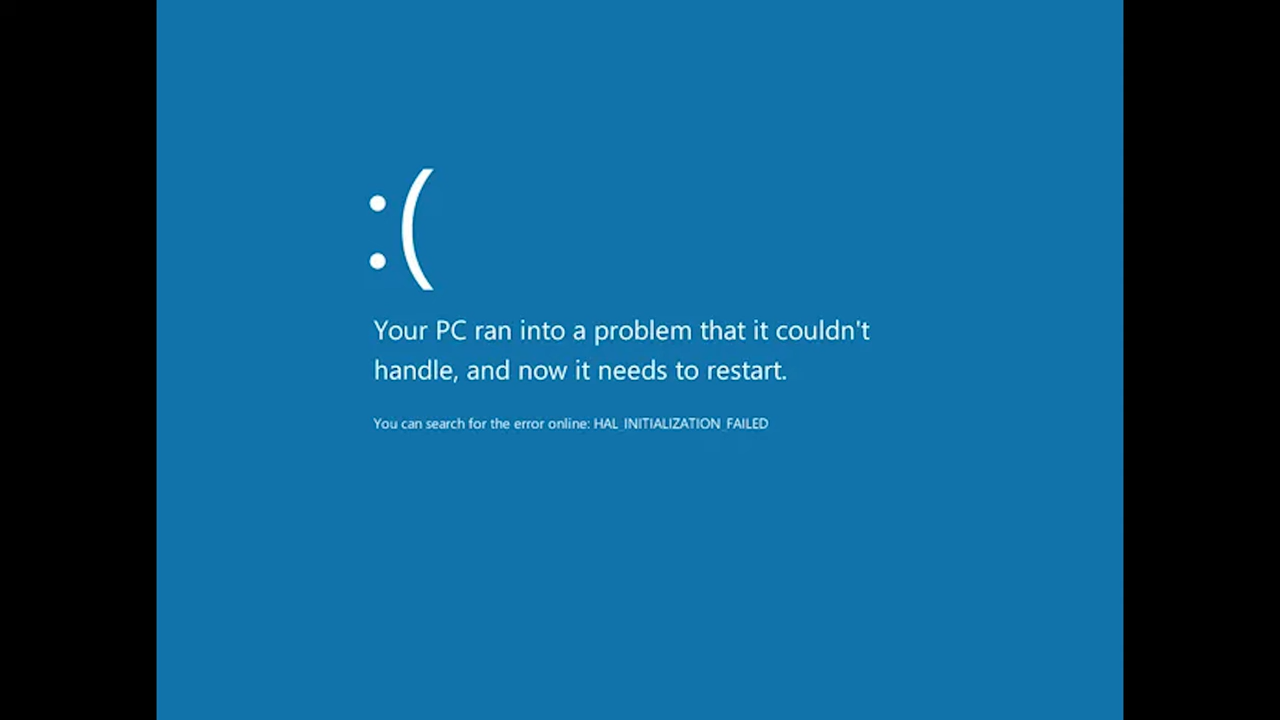 :(
Your PC ran into a problem that it couldn't
handle, and now it needs to restart.
You can search for the error online: HAL_INITIALIZATION_FAILED